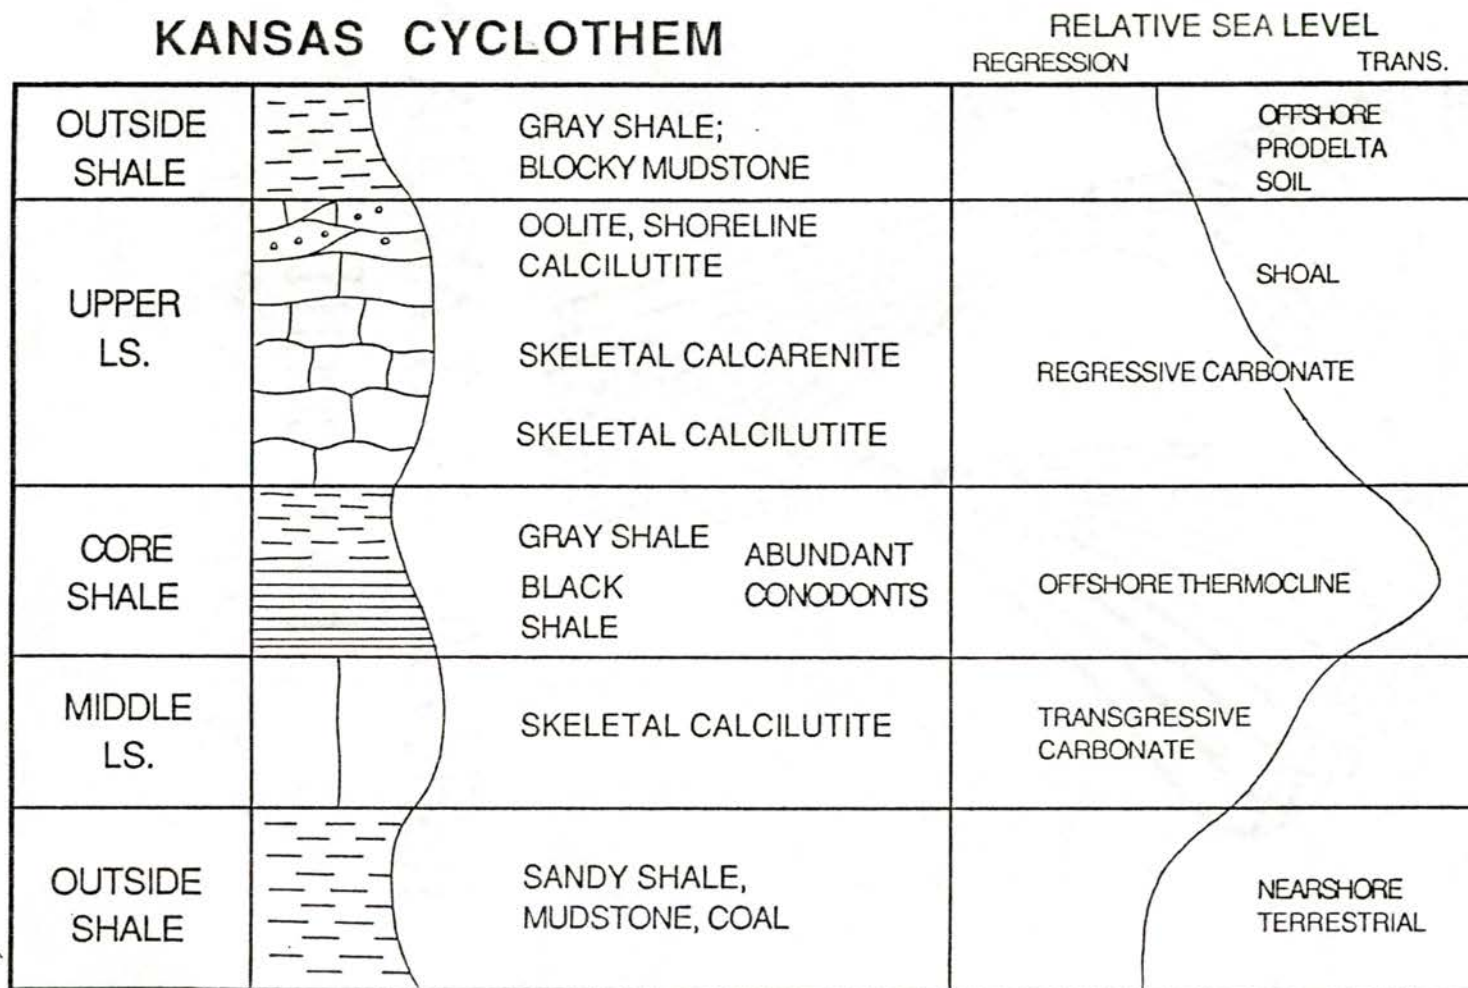 KANSAS CYCLOTHEM
RELATIVE SEA LEVEL
REGRESSION TRANS.
OUTSIDE
SHALE
GRAY SHALE;
BLOCKY MUDSTONE
OFFSHORE
PRODELTA
SOIL
UPPER
LS.
OOLITE, SHORELINE
CALCILUTITE
SKELETAL CALCARENITE
SKELETAL CALCILUTITE
SHOAL
REGRESSIVE CARBONATE
CORE
SHALE
GRAY SHALE
BLACK
SHALE
ABUNDANT
CONODONTS
OFFSHORE THERMOCLINE
MIDDLE
LS.
SKELETAL CALCILUTITE
TRANSGRESSIVE
CARBONATE
OUTSIDE
SHALE
SANDY SHALE,
MUDSTONE, COAL
NEARSHORE
TERRESTRIAL